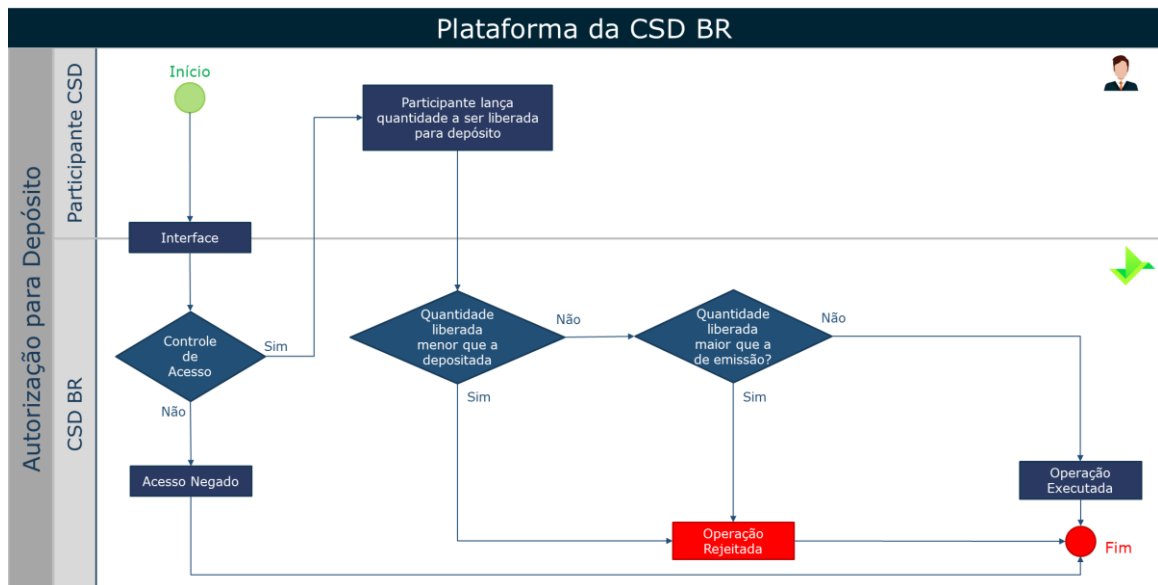 Plataforma da CSD BR
Autorização para Depósito
Participante CSD
Início
Participante lança
quantidade a ser liberada
para depósito
Interface
CSD BR
Controle
de
Acesso
Sim
Não
Acesso Negado
Quantidade
liberada
menor que a
depositada
Não
Sim
Quantidade
liberada
maior que a
de emissão?
Não
Sim
Operação
Rejeitada
Operação
Executada
Fim